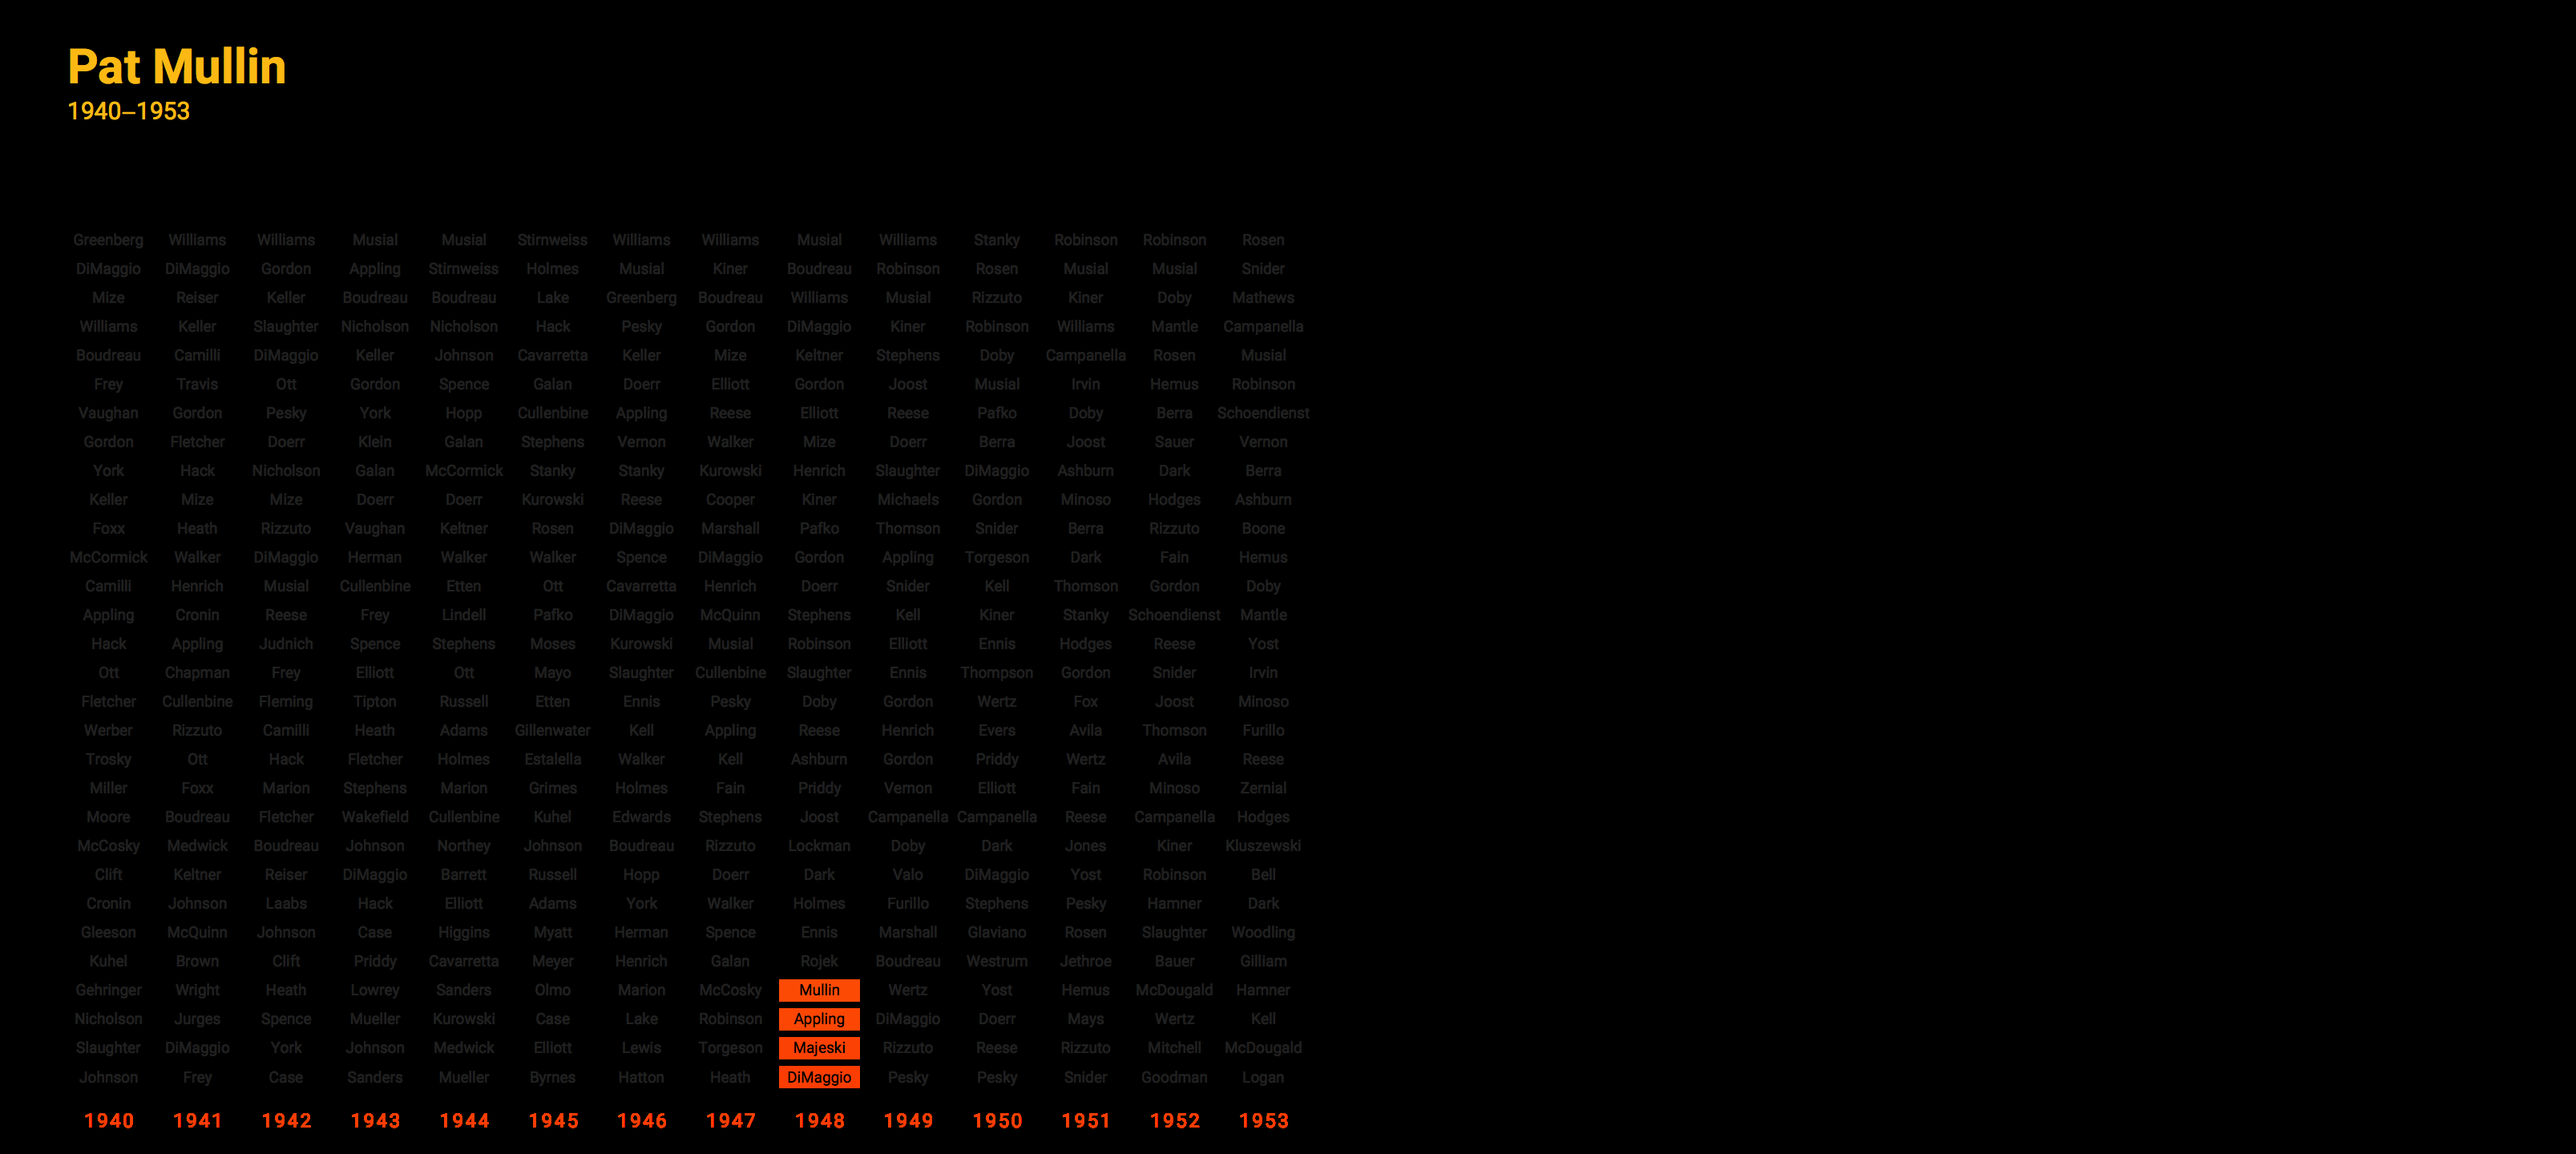 Pat Mullin
1940–1953
Greenberg Williams Williams Musial Musial Stirnweiss Williams Williams Musial Williams Stanky Robinson Robinson Rosen
DiMaggio DiMaggio Gordon Appling Stirnweiss Holmes Musial Kiner Boudreau Robinson Rosen Musial Musial Snider
Mize Reiser Keller Boudreau Boudreau Lake Greenberg Boudreau Williams Musial Rizzuto Kiner Doby Mathews
Williams Keller Slaughter Nicholson Nicholson Hack Pesky Gordon DiMaggio Kiner Robinson Williams Mantle Campanella
Boudreau Camilli DiMaggio Keller Johnson Cavarretta Keller Mize Keltner Stephens Doby Campanella Rosen Musial
Frey Travis Ott Gordon Spence Galan Doerr Elliott Gordon Joost Musial Irvin Hemus Robinson
Vaughan Gordon Pesky York Hopp Cullenbine Appling Reese Elliott Reese Pafko Doby Berra Schoendienst
Gordon Fletcher Doerr Klein Galan Stephens Vernon Walker Mize Doerr Berra Joost Sauer Vernon
York Hack Nicholson Galan McCormick Stanky Stanky Kurowski Henrich Slaughter DiMaggio Ashburn Dark Berra
Keller Mize Mize Doerr Doerr Kurowski Reese Cooper Kiner Michaels Gordon Minoso Hodges Ashburn
Foxx Heath Rizzuto Vaughan Keltner Rosen DiMaggio Marshall Pafko Thomson Snider Berra Rizzuto Boone
McCormick Walker DiMaggio Herman Walker Walker Spence DiMaggio Gordon Appling Torgeson Dark Fain Hemus
Camilli Henrich Musial Cullenbine Etten Ott Cavarretta Henrich Doerr Snider Kell Thomson Gordon Doby
Appling Cronin Reese Frey Lindell Pafko DiMaggio McQuinn Stephens Kell Kiner Stanky Schoendienst Mantle
Hack Appling Judnich Spence Stephens Moses Kurowski Musial Robinson Elliott Ennis Hodges Reese Yost
Ott Chapman Frey Elliott Ott Mayo Slaughter Cullenbine Slaughter Ennis Thompson Gordon Snider Irvin
Fletcher Cullenbine Fleming Tipton Russell Etten Ennis Pesky Doby Gordon Wertz Fox Joost Minoso
Werber Rizzuto Camilli Heath Adams Gillenwater Kell Appling Reese Henrich Evers Avila Thomson Furillo
Trosky Ott Hack Fletcher Holmes Estalella Walker Kell Ashburn Gordon Priddy Wertz Avila Reese
Miller Foxx Marion Stephens Marion Grimes Holmes Fain Priddy Vernon Elliott Fain Minoso Zernial
Moore Boudreau Fletcher Wakefield Cullenbine Kuhel Edwards Stephens Joost Campanella Campanella Reese Campanella Hodges
McCosky Medwick Boudreau Johnson Northey Johnson Boudreau Rizzuto Lockman Doby Dark Jones Kiner Kluszewski
Clift Keltner Reiser DiMaggio Barrett Russell Hopp Doerr Dark Valo DiMaggio Yost Robinson Bell
Cronin Johnson Laabs Hack Elliott Adams York Walker Holmes Furillo Stephens Pesky Hamner Dark
Gleeson McQuinn Johnson Case Higgins Myatt Herman Spence Ennis Marshall Glaviano Rosen Slaughter Woodling
Kuhel Brown Clift Priddy Cavarretta Meyer Henrich Galan Rojek Boudreau Westrum Jethroe Bauer Gilliam
Gehringer Wright Heath Lowrey Sanders Olmo Marion McCosky Mullin Wertz Yost Hemus McDougald Hamner
Nicholson Jurges Spence Mueller Kurowski Case Lake Robinson Appling DiMaggio Doerr Mays Wertz Kell
Slaughter DiMaggio York Johnson Medwick Elliott Lewis Torgeson Majeski Rizzuto Reese Rizzuto Mitchell McDougald
Johnson Frey Case Sanders Mueller Byrnes Hatton Heath DiMaggio Pesky Pesky Snider Goodman Logan
1940 1941 1942 1943 1944 1945 1946 1947 1948 1949 1950 1951 1952 1953